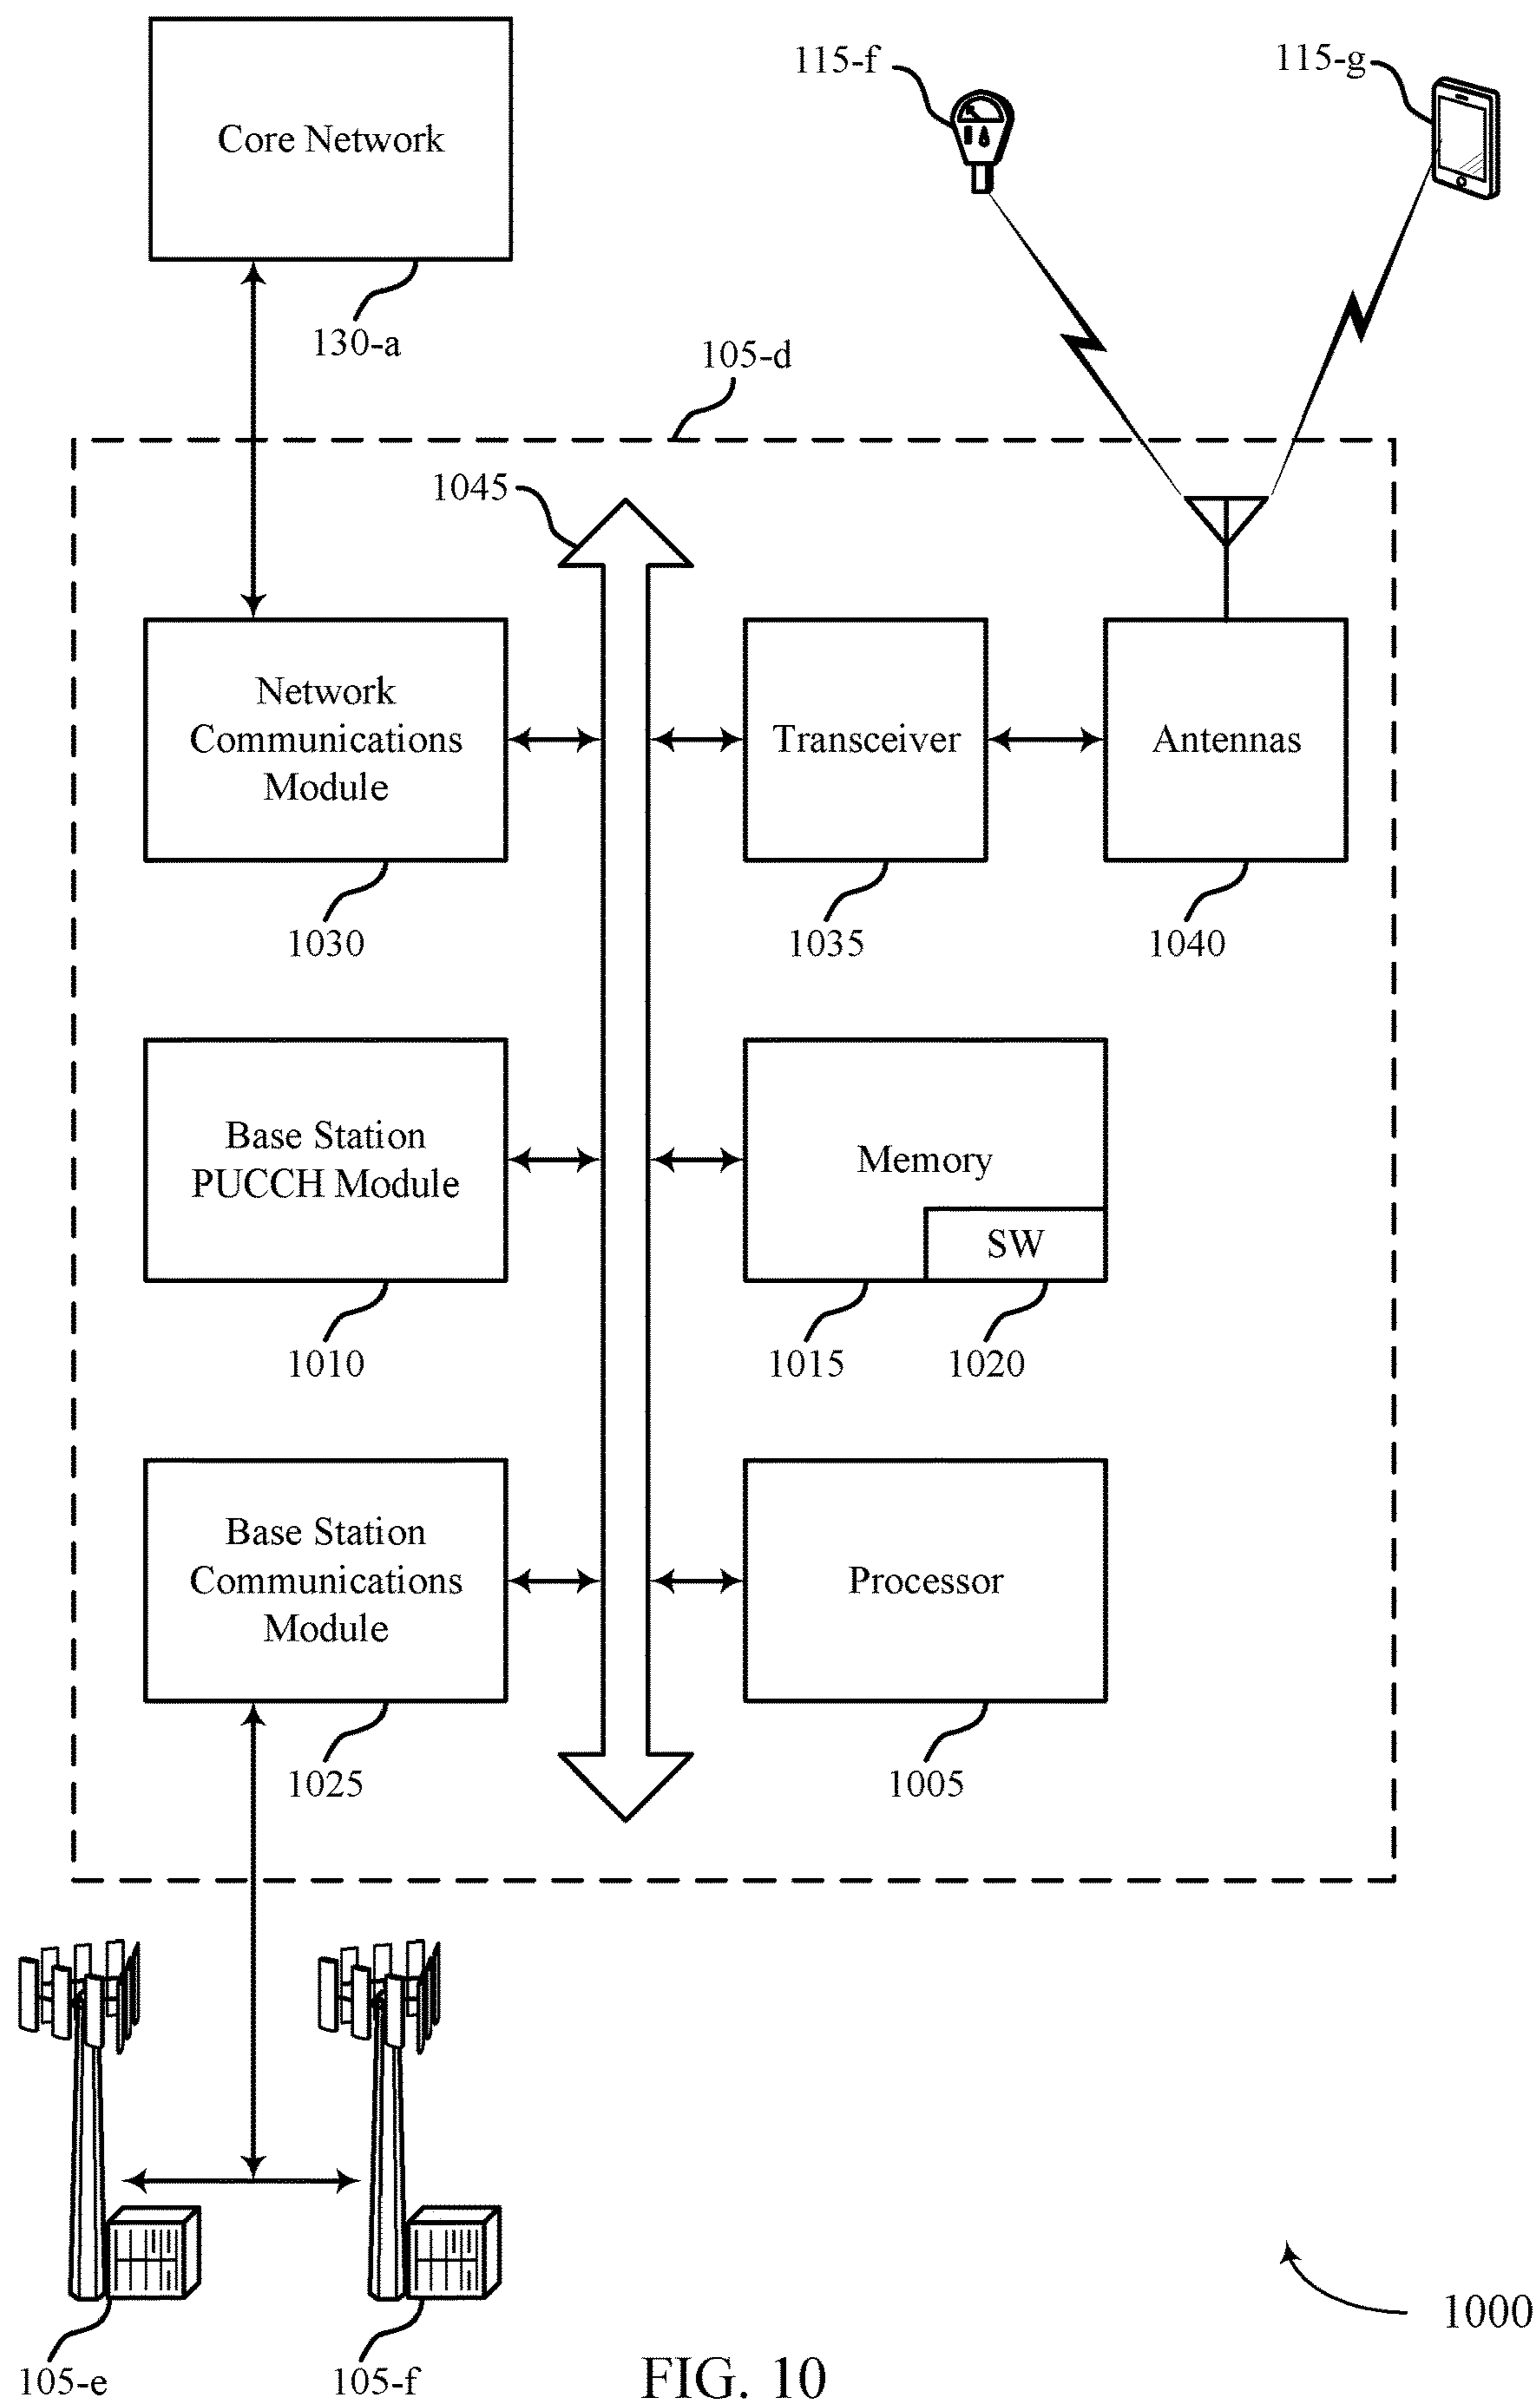 Core Network
130-a
115-f
115-g
105-d
1045
Network
Communications
Module
1030
Transceiver
1035
Antennas
1040
Base Station
PUCCH Module
1010
Memory
SW
1015
1020
Base Station
Communications
Module
1025
Processor
1005
105-e
105-f
1000
FIG. 10